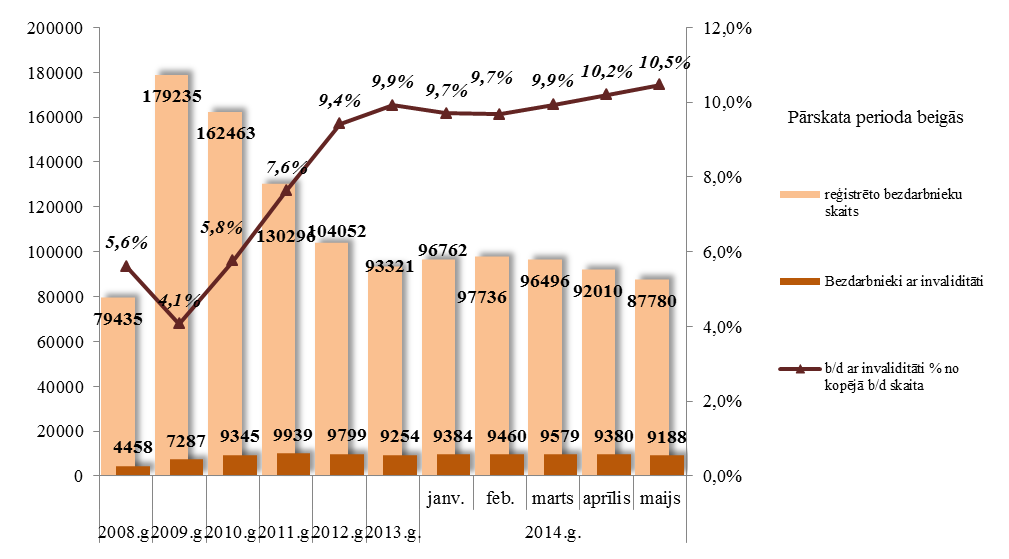 200000
180000
160000
140000
120000
100000
80000
60000
40000
20000
0
12,0%
10,0%
8,0%
6,0%
4,0%
2,0%
0,0%
5,6%
4,1%
5,8%
7,6%
9,4%
9,9%
9,7%
9,7%
9,9%
10,2%
10,5%
79435
179235
162463
130296
104052
93321
96762
97736
96496
92010
87780
4458
7287
9345
9939
9799
9254
9384
9460
9579
9380
9188
janv.
feb.
marts
aprīlis
maijs
2008.g.
2009.g.
2010.g.
2011.g.
2012.g.
2013.g.
2014.g.
Pārskata perioda beigās
reģistrēto bezdarbnieku
skaits
Bezdarbnieki ar invaliditāti
b/d ar invaliditāti % no
kopējā b/d skaita